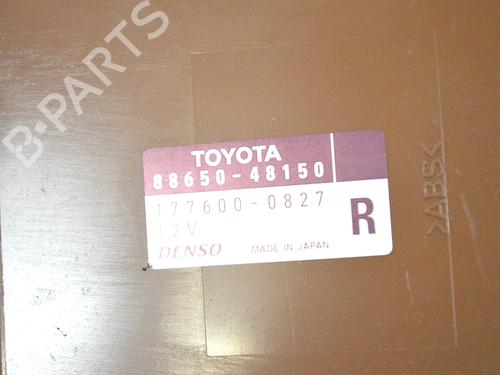 B-PARTS
TOYOTA
88650-48150
177600-0827
12V
R
DENSO
MADE IN JAPAN
>ABS<